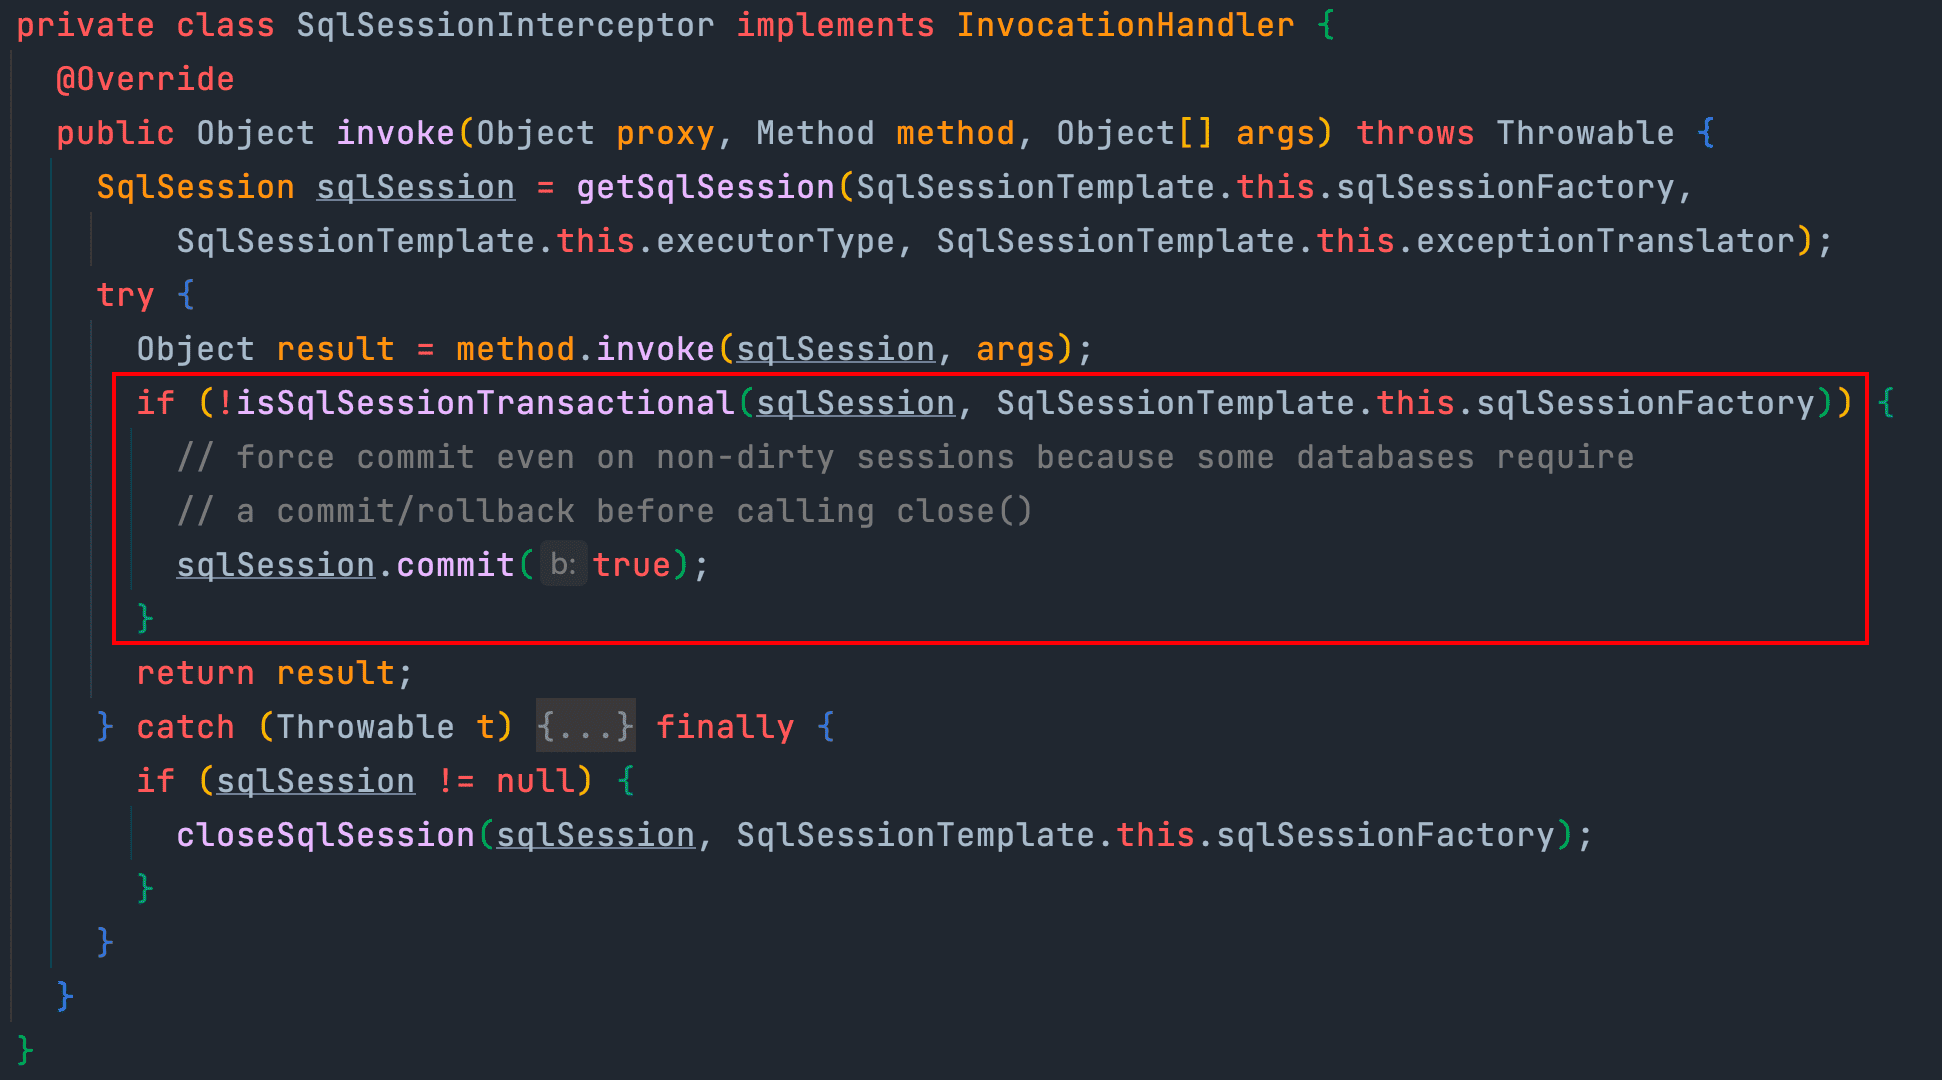 private class SqlSessionInterceptor implements InvocationHandler {
@Override
public Object invoke(Object proxy, Method method, Object[] args) throws Throwable {
SqlSession sqlSession = getSqlSession(SqlSessionTemplate.this.sqlSessionFactory,
SqlSessionTemplate.this.executorType, SqlSessionTemplate.this.exceptionTranslator);
try {
Object result = method.invoke(sqlSession, args);
if (!isSqlSessionTransactional(sqlSession, SqlSessionTemplate.this.sqlSessionFactory)) {
// force commit even on non-dirty sessions because some databases require
// a commit/rollback before calling close()
sqlSession.commit( b: true);
}
return result;
} catch (Throwable t) {...} finally {
if (sqlSession != null) {
closeSqlSession(sqlSession, SqlSessionTemplate.this.sqlSessionFactory);
}
}
}
}